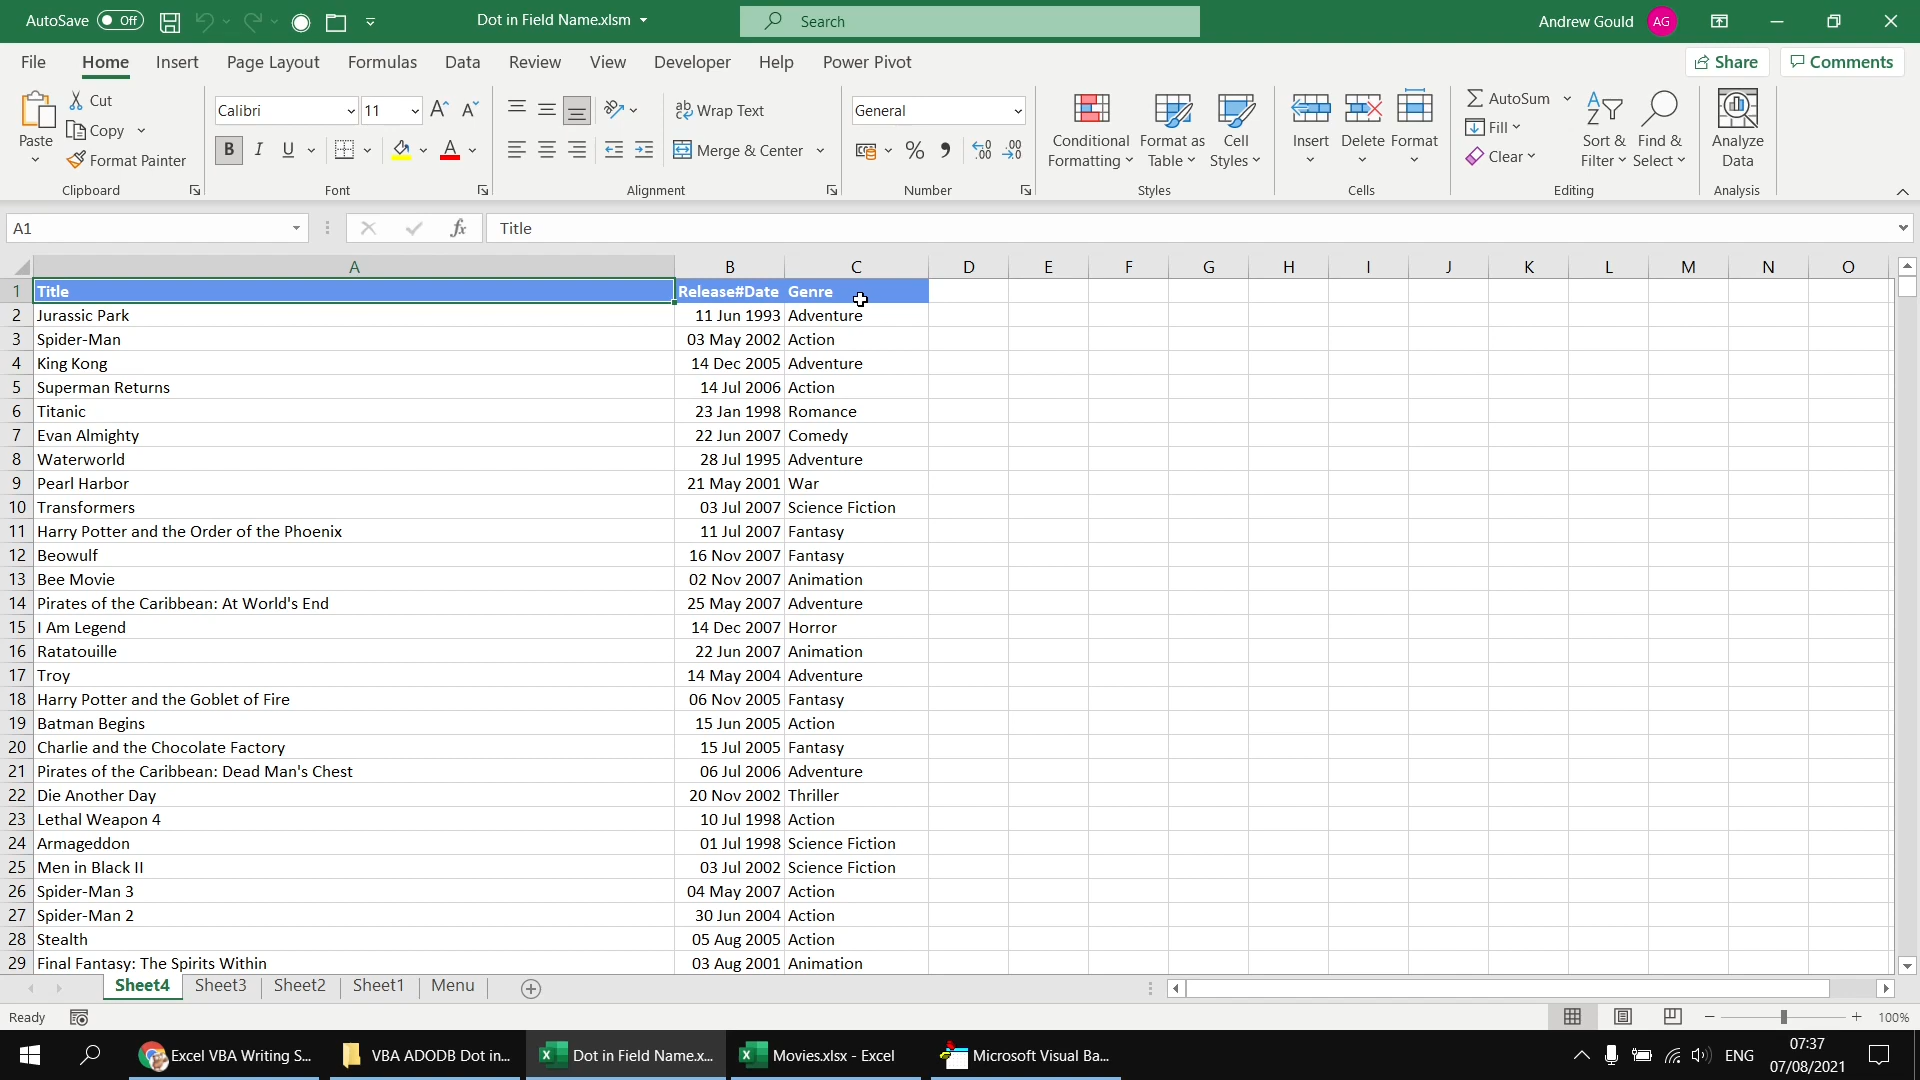 AutoSave Off Dot in Field Name.xlsm Search Andrew Gould AG
File Home Insert Page Layout Formulas Data Review View Developer Help Power Pivot Share Comments
Paste Cut Copy Format Painter Clipboard
Calibri 11 B I U A Font
Wrap Text Merge & Center Alignment
General % Number
Conditional Formatting Format as Table Cell Styles Styles
Insert Delete Format Cells
AutoSum Fill Clear Sort & Filter Find & Select Editing
Analyze Data Analysis
A1 fx Title
A B C D E F G H I J K L M N O
1 Title Release#Date Genre
2 Jurassic Park 11 Jun 1993 Adventure
3 Spider-Man 03 May 2002 Action
4 King Kong 14 Dec 2005 Adventure
5 Superman Returns 14 Jul 2006 Action
6 Titanic 23 Jan 1998 Romance
7 Evan Almighty 22 Jun 2007 Comedy
8 Waterworld 28 Jul 1995 Adventure
9 Pearl Harbor 21 May 2001 War
10 Transformers 03 Jul 2007 Science Fiction
11 Harry Potter and the Order of the Phoenix 11 Jul 2007 Fantasy
12 Beowulf 16 Nov 2007 Fantasy
13 Bee Movie 02 Nov 2007 Animation
14 Pirates of the Caribbean: At World's End 25 May 2007 Adventure
15 I Am Legend 14 Dec 2007 Horror
16 Ratatouille 22 Jun 2007 Animation
17 Troy 14 May 2004 Adventure
18 Harry Potter and the Goblet of Fire 06 Nov 2005 Fantasy
19 Batman Begins 15 Jun 2005 Action
20 Charlie and the Chocolate Factory 15 Jul 2005 Fantasy
21 Pirates of the Caribbean: Dead Man's Chest 06 Jul 2006 Adventure
22 Die Another Day 20 Nov 2002 Thriller
23 Lethal Weapon 4 10 Jul 1998 Action
24 Armageddon 01 Jul 1998 Science Fiction
25 Men in Black II 03 Jul 2002 Science Fiction
26 Spider-Man 3 04 May 2007 Action
27 Spider-Man 2 30 Jun 2004 Action
28 Stealth 05 Aug 2005 Action
29 Final Fantasy: The Spirits Within 03 Aug 2001 Animation
Sheet4 Sheet3 Sheet2 Sheet1 Menu
Ready 100%
Excel VBA Writing S... VBA ADODB Dot in... Dot in Field Name.x... Movies.xlsx - Excel Microsoft Visual Ba... ENG 07:37
07/08/2021